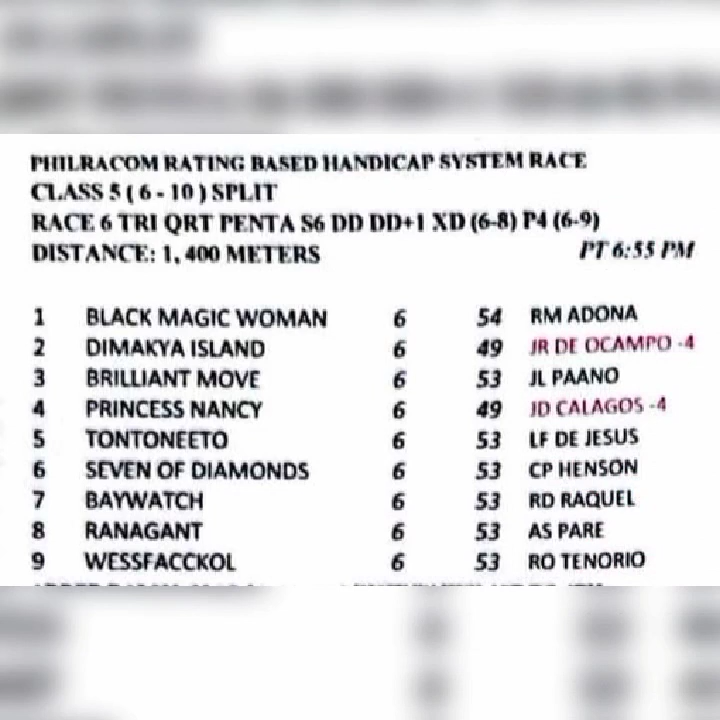 PHILRACOM RATING BASED HANDICAP SYSTEM RACE
CLASS 5 ( 6 - 10 ) SPLIT
RACE 6 TRI QRT PENTA S6 DD DD+1 XD (6-8) P4 (6-9)
DISTANCE: 1, 400 METERS PT 6:55 PM
1 BLACK MAGIC WOMAN 6 54 RM ADONA
2 DIMAKYA ISLAND 6 49 JR DE OCAMPO -4
3 BRILLIANT MOVE 6 53 JL PAANO
4 PRINCESS NANCY 6 49 JD CALAGOS -4
5 TONTONEETO 6 53 LF DE JESUS
6 SEVEN OF DIAMONDS 6 53 CP HENSON
7 BAYWATCH 6 53 RD RAQUEL
8 RANAGANT 6 53 AS PARE
9 WESSFACCKOL 6 53 RO TENORIO